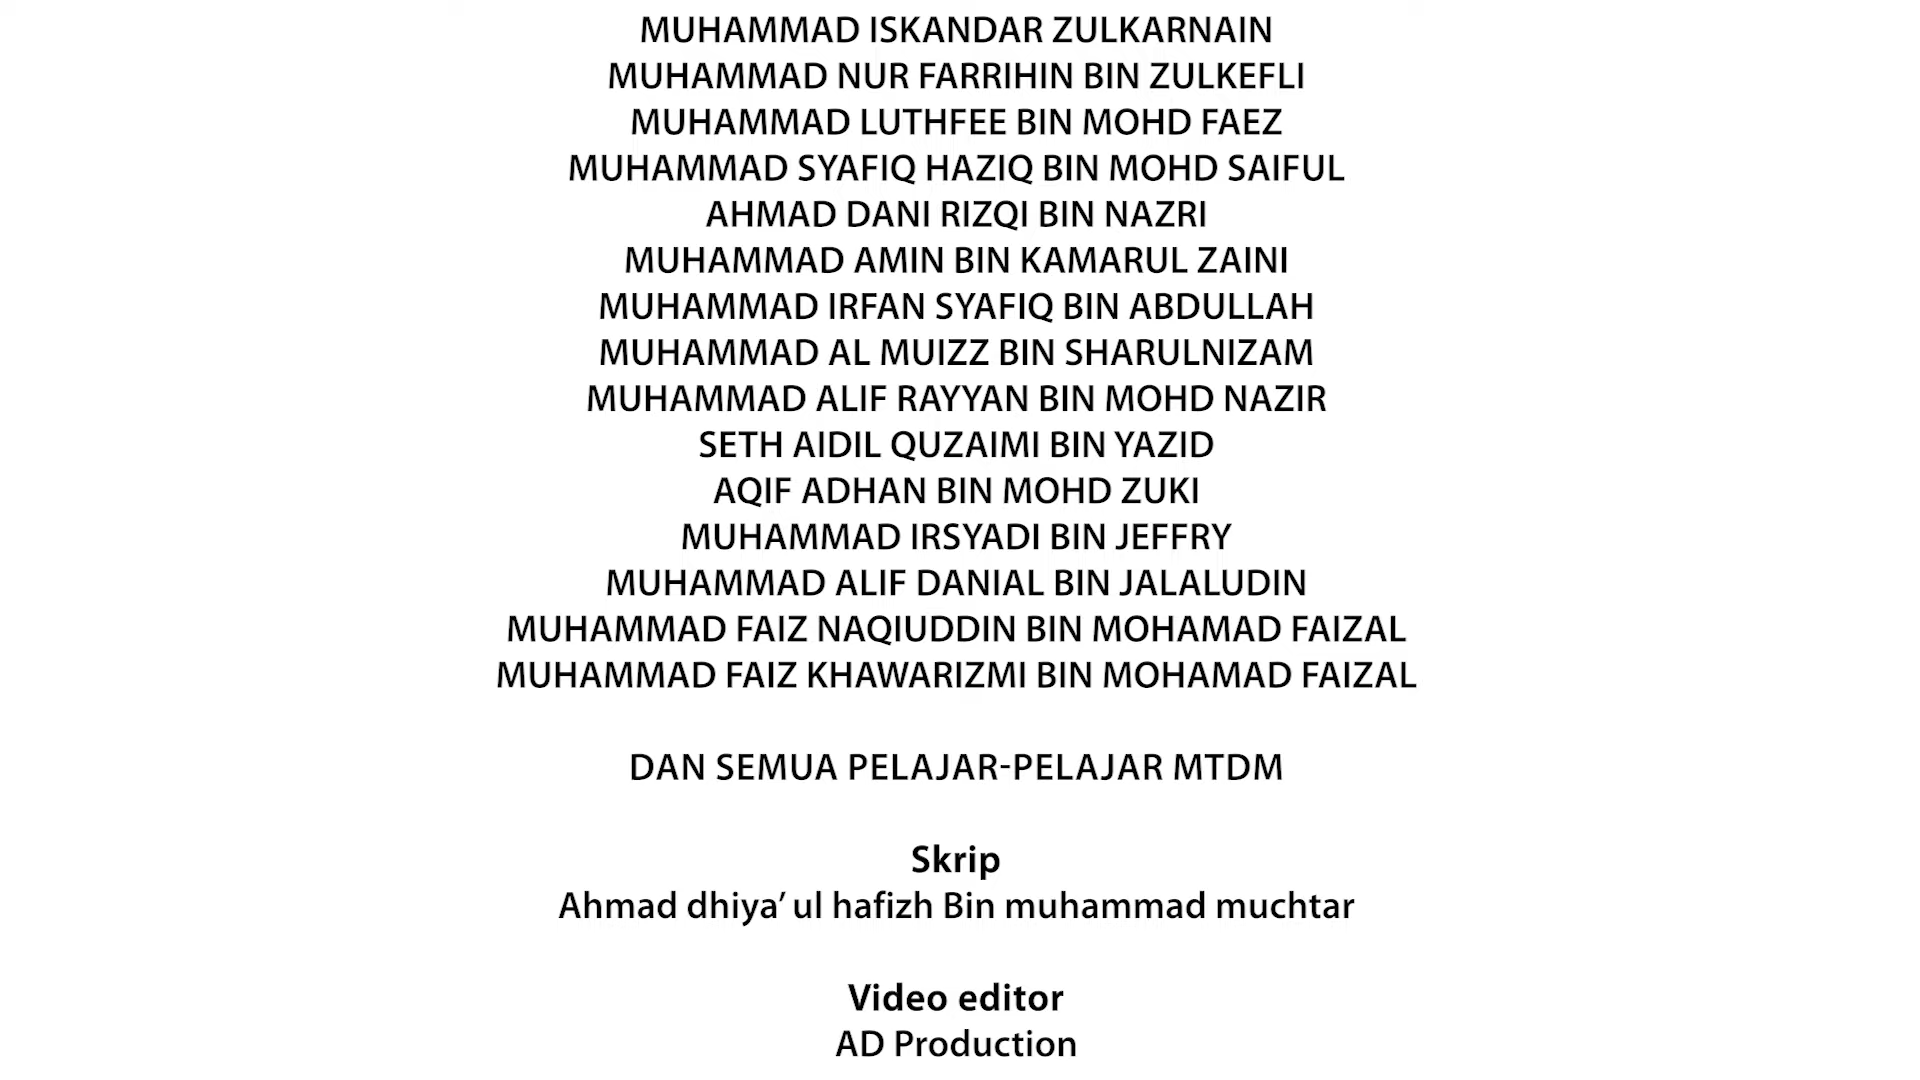 MUHAMMAD ISKANDAR ZULKARNAIN
MUHAMMAD NUR FARRIHIN BIN ZULKEFLI
MUHAMMAD LUTHFEE BIN MOHD FAEZ
MUHAMMAD SYAFIQ HAZIQ BIN MOHD SAIFUL
AHMAD DANI RIZQI BIN NAZRI
MUHAMMAD AMIN BIN KAMARUL ZAINI
MUHAMMAD IRFAN SYAFIQ BIN ABDULLAH
MUHAMMAD AL MUIZZ BIN SHARULNIZAM
MUHAMMAD ALIF RAYYAN BIN MOHD NAZIR
SETH AIDIL QUZAIMI BIN YAZID
AQIF ADHAN BIN MOHD ZUKI
MUHAMMAD IRSYADI BIN JEFFRY
MUHAMMAD ALIF DANIAL BIN JALALUDIN
MUHAMMAD FAIZ NAQIUDDIN BIN MOHAMAD FAIZAL
MUHAMMAD FAIZ KHAWARIZMI BIN MOHAMAD FAIZAL
DAN SEMUA PELAJAR-PELAJAR MTDM
Skrip
Ahmad dhiya’ ul hafizh Bin muhammad muchtar
Video editor
AD Production